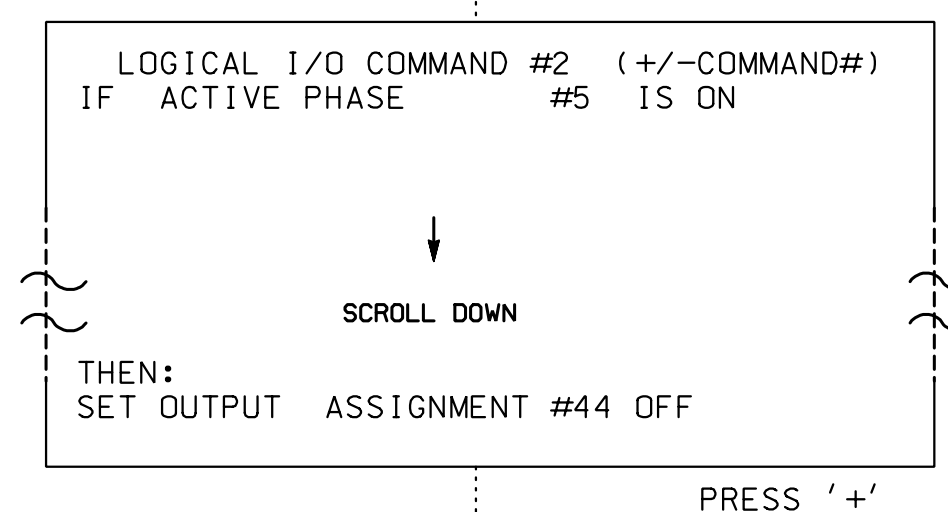 LOGICAL I/O COMMAND #2 (+/-COMMAND#)
IF ACTIVE PHASE #5 IS ON
SCROLL DOWN
THEN:
SET OUTPUT ASSIGNMENT #44 OFF
PRESS '+'